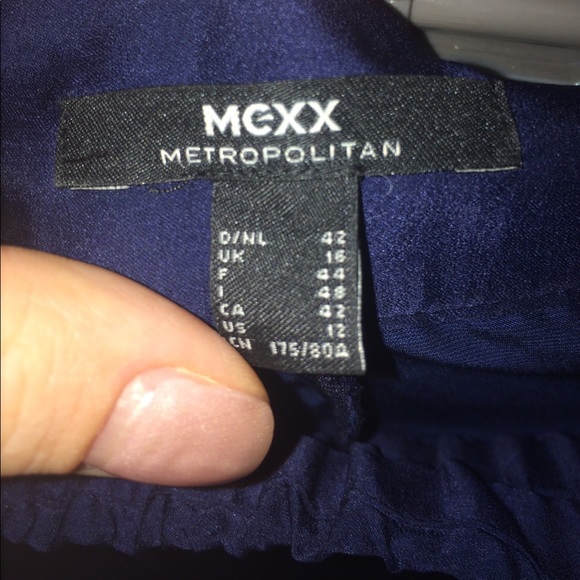 MEXX
METROPOLITAN
D/NL 42
UK 16
F 44
I 48
CA 42
US 12
CN 175/80A